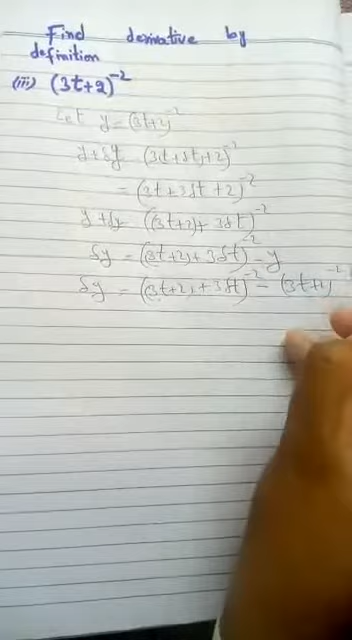 Find derivative by
definition
(iii) (3t+2)⁻²
Let y = (3t+2)⁻²
y+δy = (3t+δt)+2)⁻²
= (3t+3δt+2)⁻²
y+δy = ((3t+2)+3δt)⁻²
δy = (3t+2)+3δt)⁻² - y
δy = (3t+2)+3δt)⁻² - (3t+2)⁻²